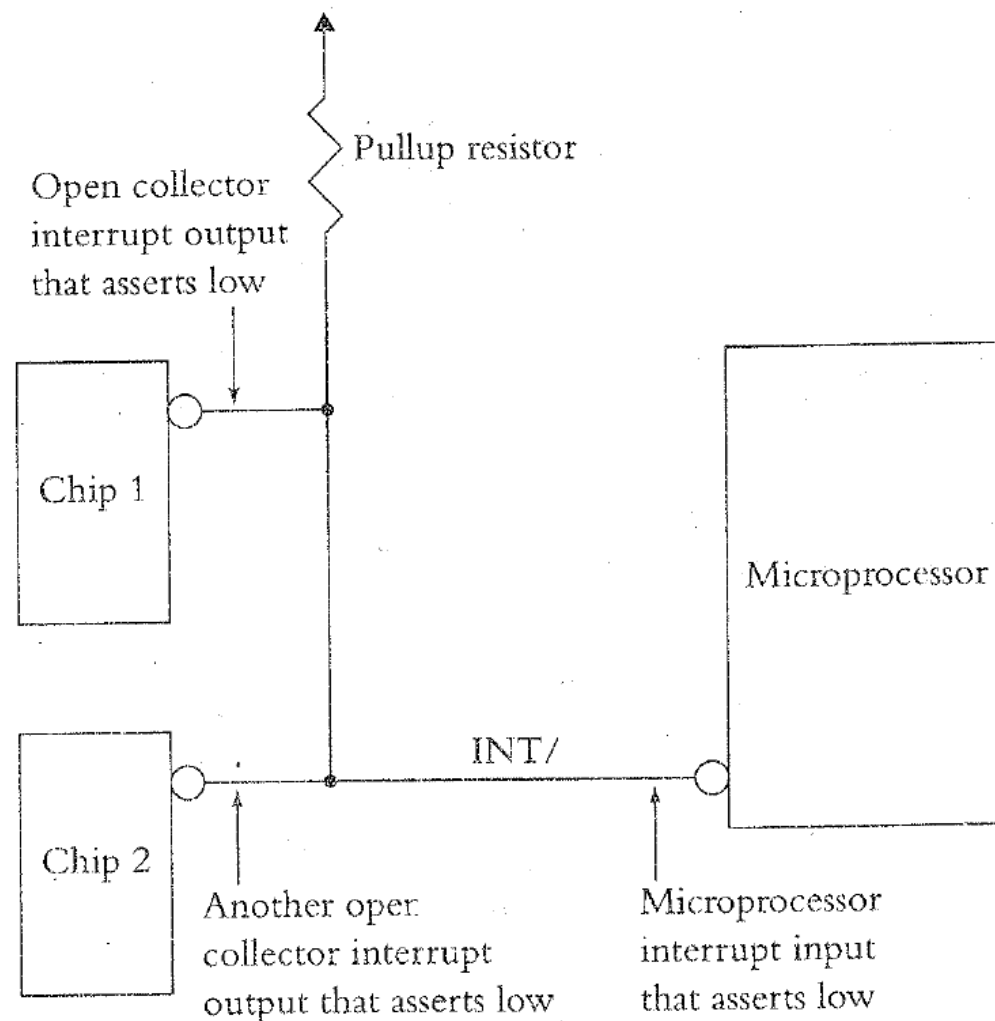 Pullup resistor
Open collector
interrupt output
that asserts low
Chip 1
Microprocessor
INT/
Chip 2
Another oper
collector interrupt
output that asserts low
Microprocessor
interrupt input
that asserts low